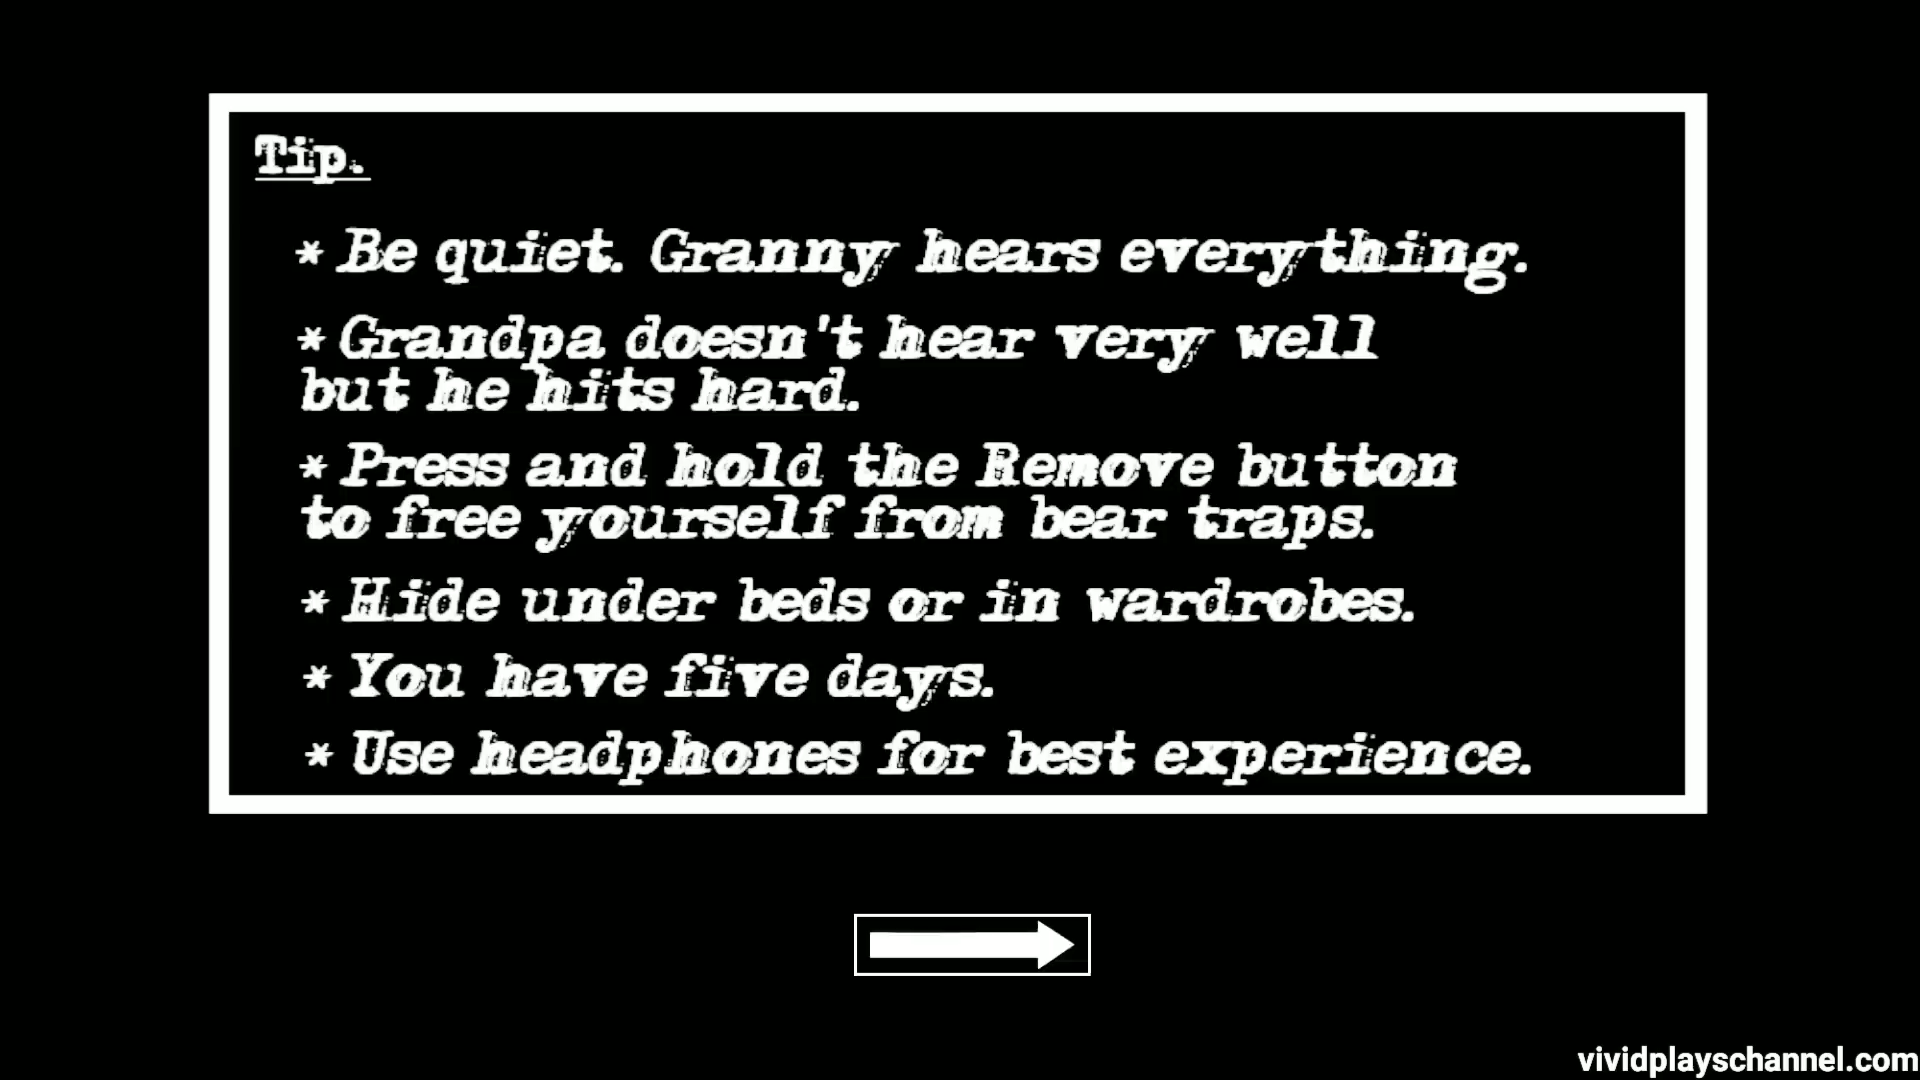 Tip.
* Be quiet. Granny hears everything.
* Grandpa doesn't hear very well
but he hits hard.
* Press and hold the Remove button
to free yourself from bear traps.
* Hide under beds or in wardrobes.
* You have five days.
* Use headphones for best experience.
vividplayschannel.com